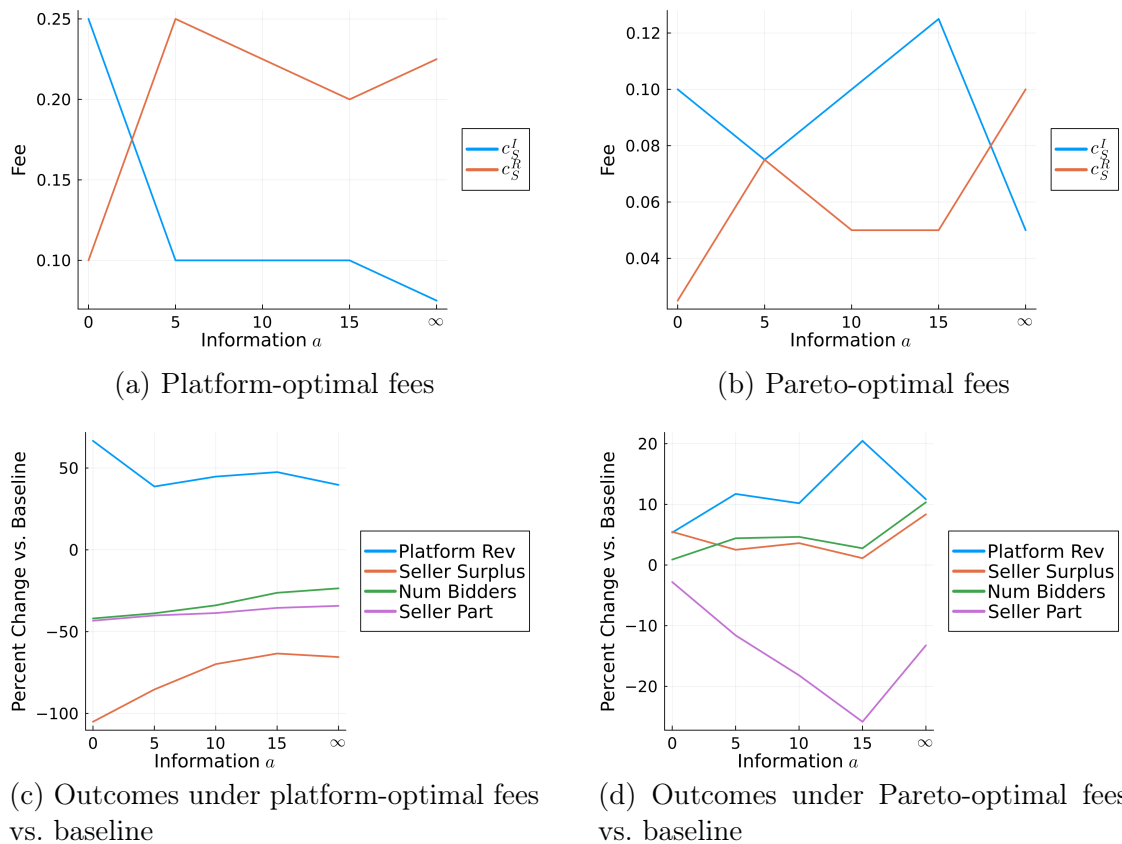 0.25
0.20
0.15
0.10
Fee
0 5 10 15 ∞
Information a
c_S^I
c_S^R
(a) Platform-optimal fees
0.12
0.10
0.08
0.06
0.04
Fee
0 5 10 15 ∞
Information a
c_S^I
c_S^R
(b) Pareto-optimal fees
50
0
−50
−100
Percent Change vs. Baseline
0 5 10 15 ∞
Information a
Platform Rev
Seller Surplus
Num Bidders
Seller Part
(c) Outcomes under platform-optimal fees
vs. baseline
20
10
0
−10
−20
Percent Change vs. Baseline
0 5 10 15 ∞
Information a
Platform Rev
Seller Surplus
Num Bidders
Seller Part
(d) Outcomes under Pareto-optimal fees
vs. baseline